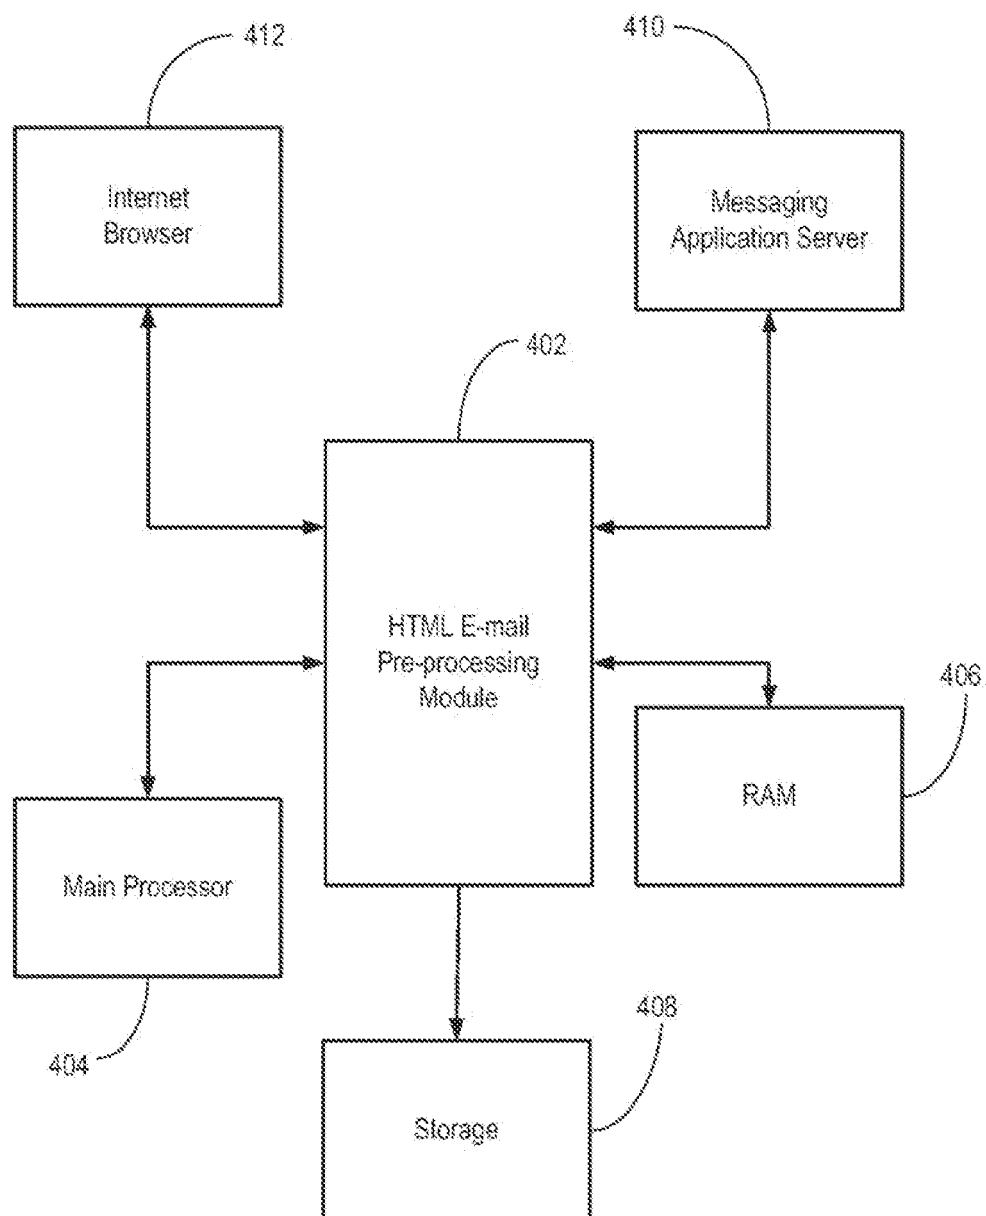 412
410
Internet
Browser
Messaging
Application Server
402
HTML E-mail
Pre-processing
Module
406
RAM
Main Processor
404
408
Storage